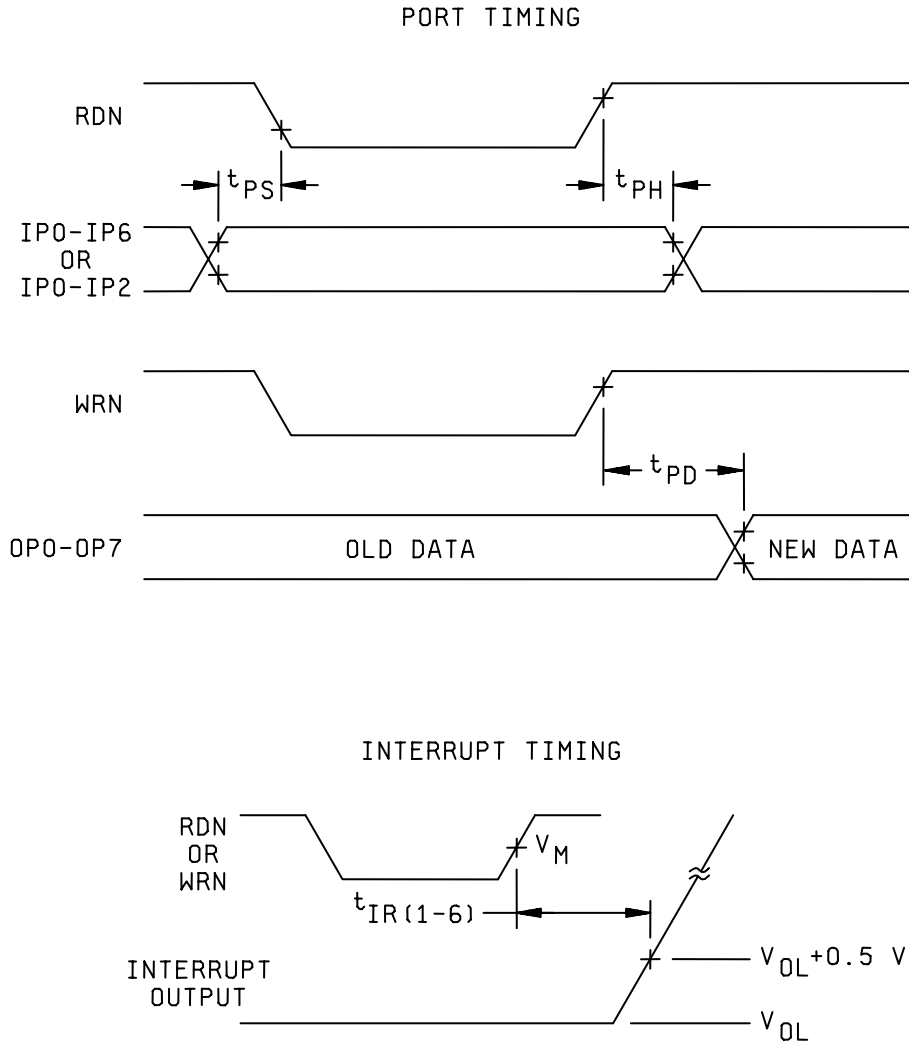 PORT TIMING
RDN
tPS
tPH
IP0-IP6
OR
IP0-IP2
WRN
tPD
OP0-OP7
OLD DATA
NEW DATA
INTERRUPT TIMING
RDN
OR
WRN
VM
tIR(1-6)
INTERRUPT
OUTPUT
VOL+0.5 V
VOL